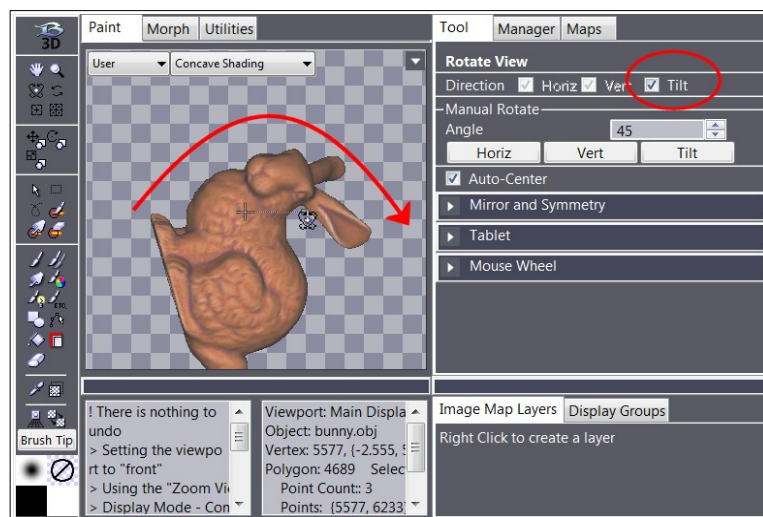 3D
Paint Morph Utilities
User Concave Shading
Tool Manager Maps
Rotate View
Direction Horiz Vert Tilt
Manual Rotate
Angle 45
Horiz Vert Tilt
Auto-Center
Mirror and Symmetry
Tablet
Mouse Wheel
ETC.
Brush Tip
! There is nothing to
undo
> Setting the viewpo
rt to "front"
> Using the "Zoom Vi
> Display Mode - Con
Viewport: Main Displa
Object: bunny.obj
Vertex: 5577, {-2.555, 5
Polygon: 4689 Selec
Point Count:: 3
Points: {5577, 6233
Image Map Layers Display Groups
Right Click to create a layer